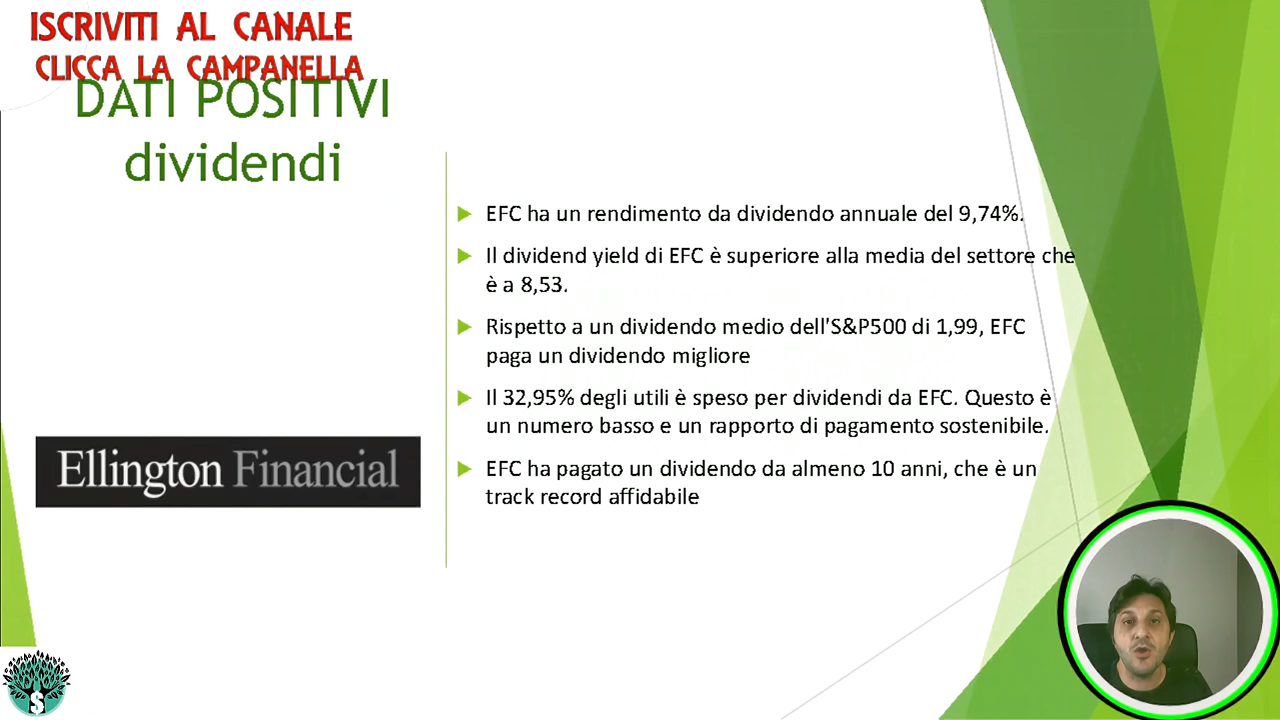 ISCRIVITI AL CANALE
CLICCA LA CAMPANELLA
DATI POSITIVI
dividendi
EFC ha un rendimento da dividendo annuale del 9,74%.
Il dividend yield di EFC è superiore alla media del settore che
è a 8,53.
Rispetto a un dividendo medio dell'S&P500 di 1,99, EFC
paga un dividendo migliore
Il 32,95% degli utili è speso per dividendi da EFC. Questo è
un numero basso e un rapporto di pagamento sostenibile.
EFC ha pagato un dividendo da almeno 10 anni, che è un
track record affidabile
Ellington Financial
$